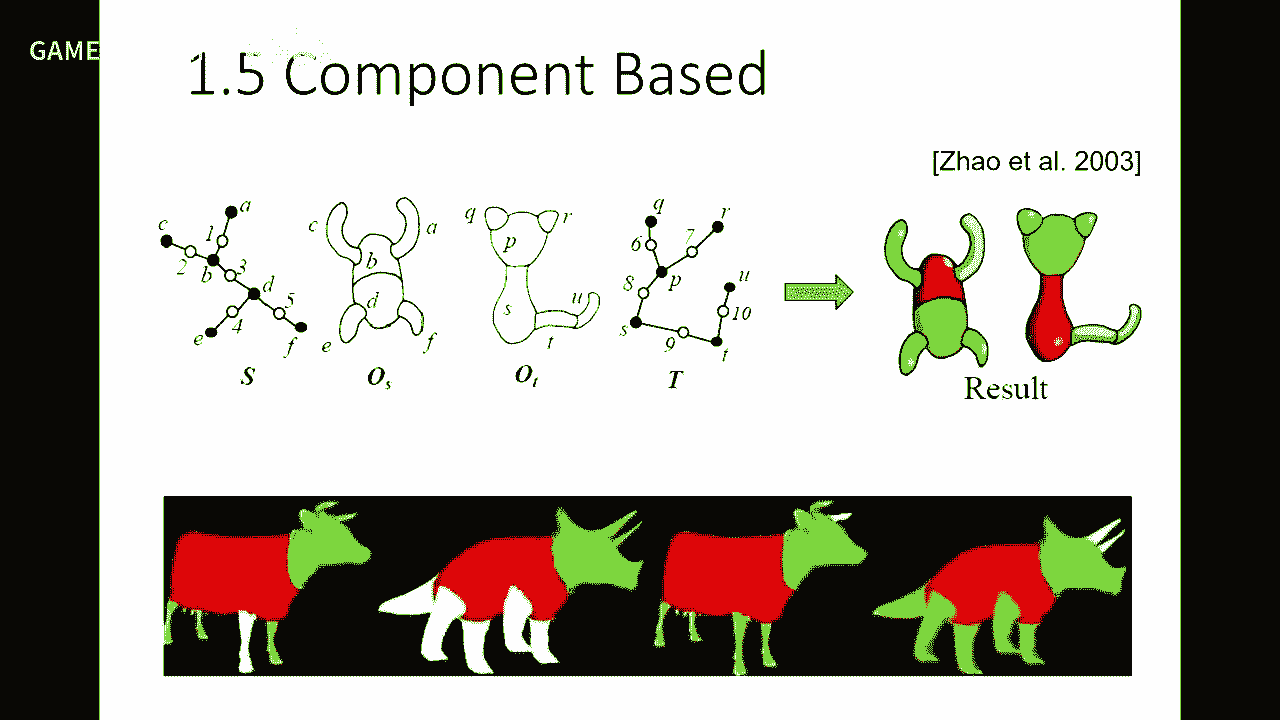 GAME
1.5 Component Based
[Zhao et al. 2003]
c a 1 2 b 3 d 4 5 e f
c a b d e f
q r p s u t
q r 6 7 8 p u s 10 9 t
S O_s O_t T
Result